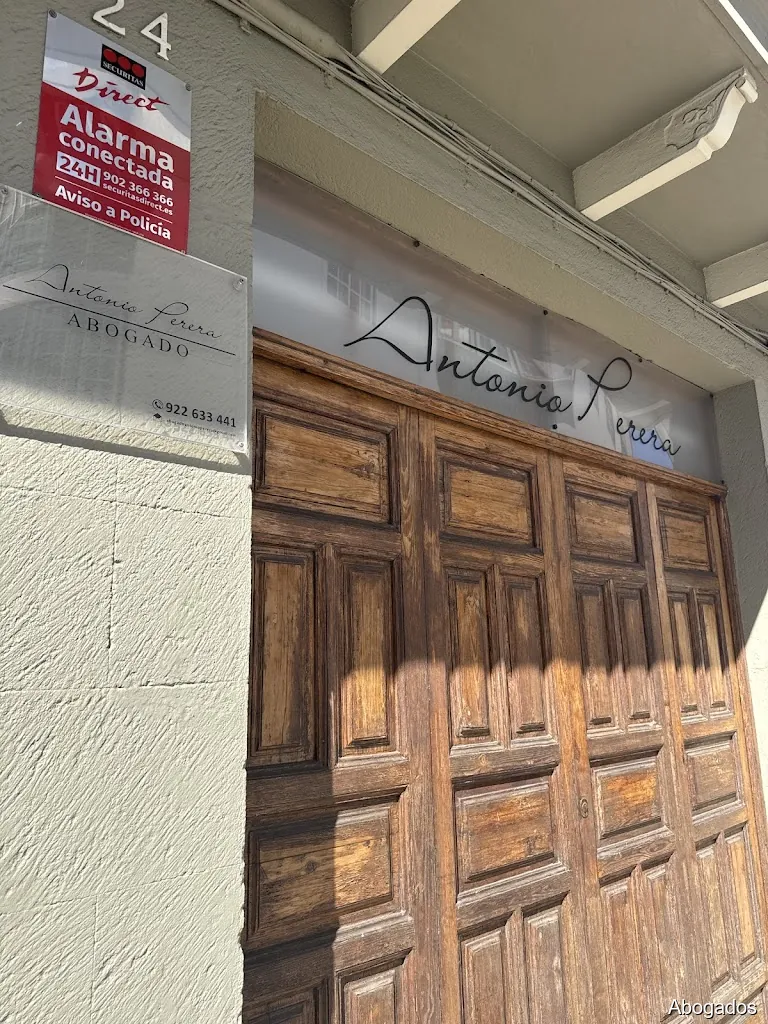 24
SECURITAS
Direct
Alarma
conectada
24H 902 366 366
securitasdirect.es
Aviso a Policía
Antonio Perera
ABOGADO
922 633 441
Antonio Perera
Abogados